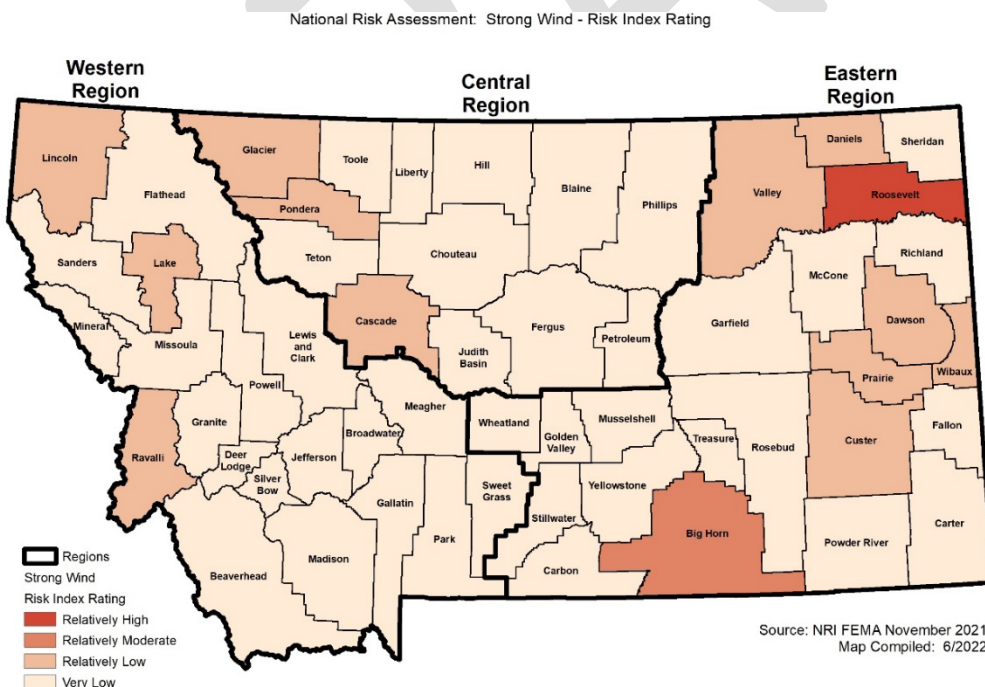 National Risk Assessment: Strong Wind - Risk Index Rating
Western
Region
Central
Region
Eastern
Region
Lincoln
Flathead
Glacier
Toole
Liberty
Hill
Blaine
Phillips
Valley
Daniels
Sheridan
Roosevelt
Pondera
Sanders
Lake
Teton
Chouteau
McCone
Richland
Mineral
Missoula
Lewis
and
Clark
Cascade
Judith
Basin
Fergus
Petroleum
Garfield
Dawson
Prairie
Wibaux
Powell
Granite
Meagher
Broadwater
Wheatland
Golden
Valley
Musselshell
Treasure
Rosebud
Custer
Fallon
Ravalli
Deer
Lodge
Silver
Bow
Jefferson
Gallatin
Park
Sweet
Grass
Stillwater
Yellowstone
Big Horn
Powder River
Carter
Beaverhead
Madison
Carbon
Regions
Strong Wind
Risk Index Rating
Relatively High
Relatively Moderate
Relatively Low
Very Low
Source: NRI FEMA November 2021
Map Compiled: 6/2022